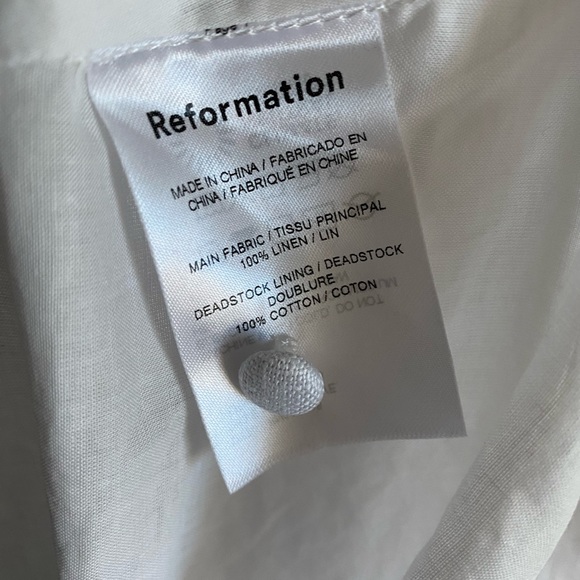 Reformation
MADE IN CHINA / FABRICADO EN
CHINA / FABRIQUÉ EN CHINE
MAIN FABRIC / TISSU PRINCIPAL
100% LINEN / LIN
DEADSTOCK LINING / DEADSTOCK
DOUBLURE
100% COTTON / COTON